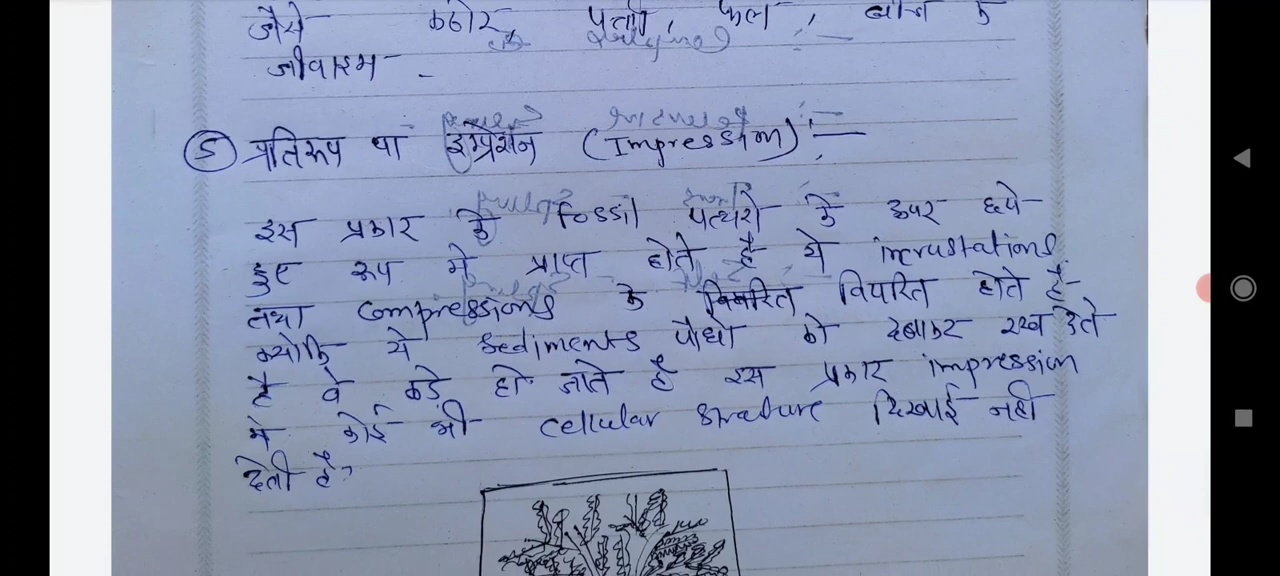 जैसे कठोर, पत्ती, फल, बीज के
जीवाश्म -
⑤ प्रतिरूप या इम्प्रेशन (Impression) :-
इस प्रकार के fossil पत्थरो के ऊपर छपे
हुए रूप मे प्राप्त होते है ये incrustations
तथा compressions के विपरित होते है-
क्योकि ये sediments पौधो को दबाकर रख देते
है वे कडे हो जाते है इस प्रकार impression
मे कोई भी cellular structure दिखाई नही
देती है